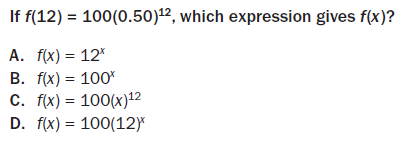 If f(12) = 100(0.50)¹², which expression gives f(x)?
A. f(x) = 12ˣ
B. f(x) = 100ˣ
C. f(x) = 100(x)¹²
D. f(x) = 100(12)ˣ